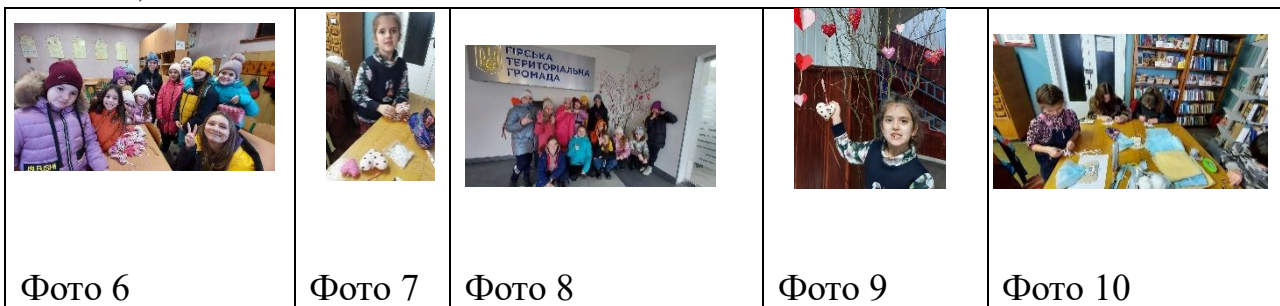 ГІРСЬКА
ТЕРИТОРІАЛЬНА
ГРОМАДА
Фото 6
Фото 7
Фото 8
Фото 9
Фото 10